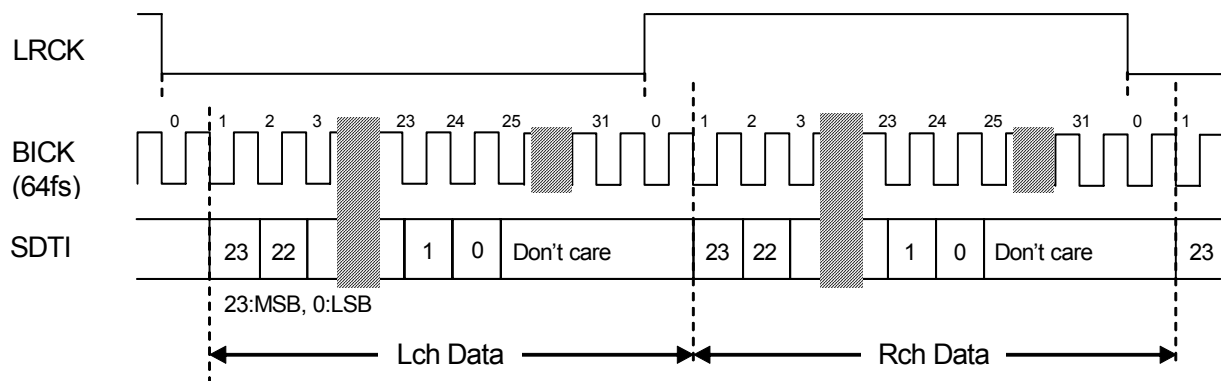 LRCK
0 1 2 3 23 24 25 31 0 1 2 3 23 24 25 31 0 1
BICK
(64fs)
SDTI 23 22 1 0 Don't care 23 22 1 0 Don't care 23
23:MSB, 0:LSB
Lch Data Rch Data